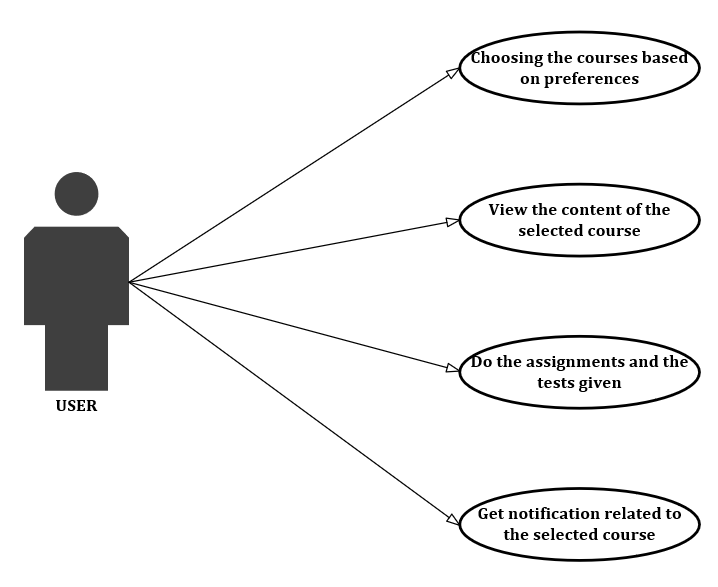 Choosing the courses based
on preferences
View the content of the
selected course
Do the assignments and the
tests given
USER
Get notification related to
the selected course